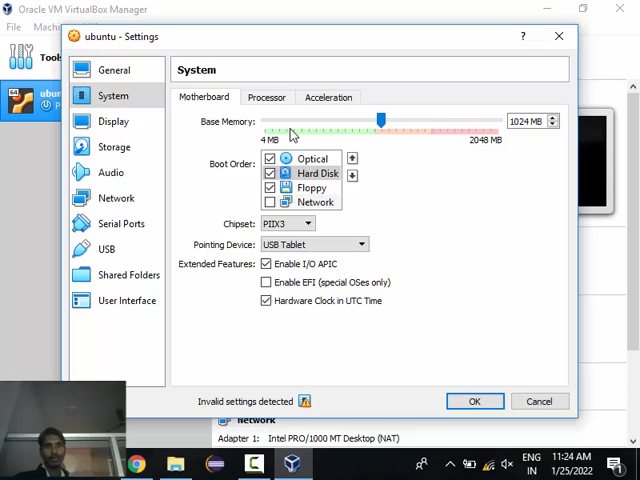 Oracle VM VirtualBox Manager
File
Tools
ubuntu - Settings
?
General
System
Display
Storage
Audio
Network
Serial Ports
USB
Shared Folders
User Interface
System
Motherboard
Processor
Acceleration
Base Memory:
1024 MB
4 MB
2048 MB
Boot Order:
Optical
Hard Disk
Floppy
Network
Chipset:
PIIX3
Pointing Device:
USB Tablet
Extended Features:
Enable I/O APIC
Enable EFI (special OSes only)
Hardware Clock in UTC Time
Invalid settings detected
OK
Cancel
Network
Adapter 1:
Intel PRO/1000 MT Desktop (NAT)
ENG
IN
11:24 AM
1/25/2022